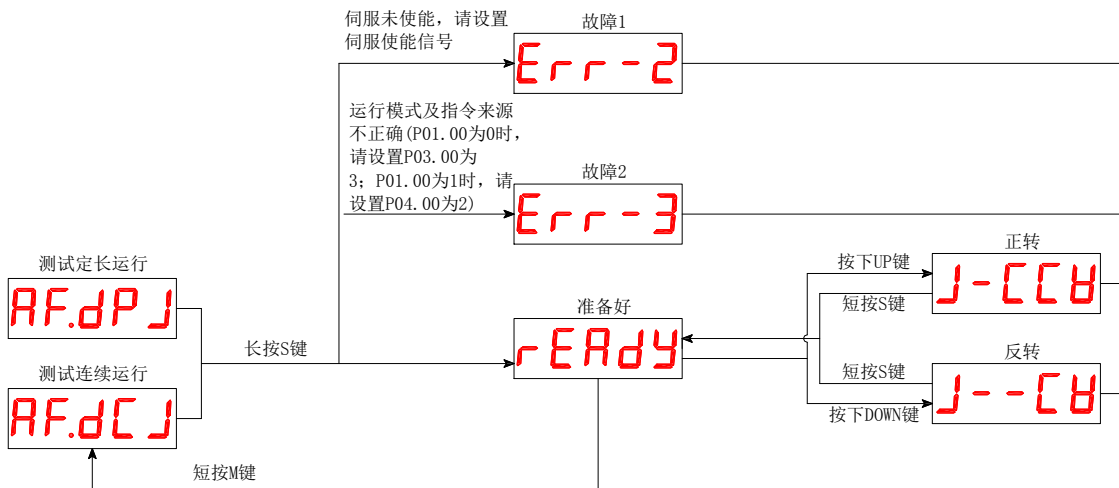 伺服未使能，请设置
伺服使能信号
故障1
Err-2
运行模式及指令来源
不正确(P01.00为0时，
请设置P03.00为
3；P01.00为1时，请
设置P04.00为2)
故障2
Err-3
测试定长运行
AF.dPJ
测试连续运行
AF.dCJ
长按S键
准备好
rEAdY
按下UP键
短按S键
正转
J-CCW
短按S键
按下DOWN键
反转
J--CW
短按M键